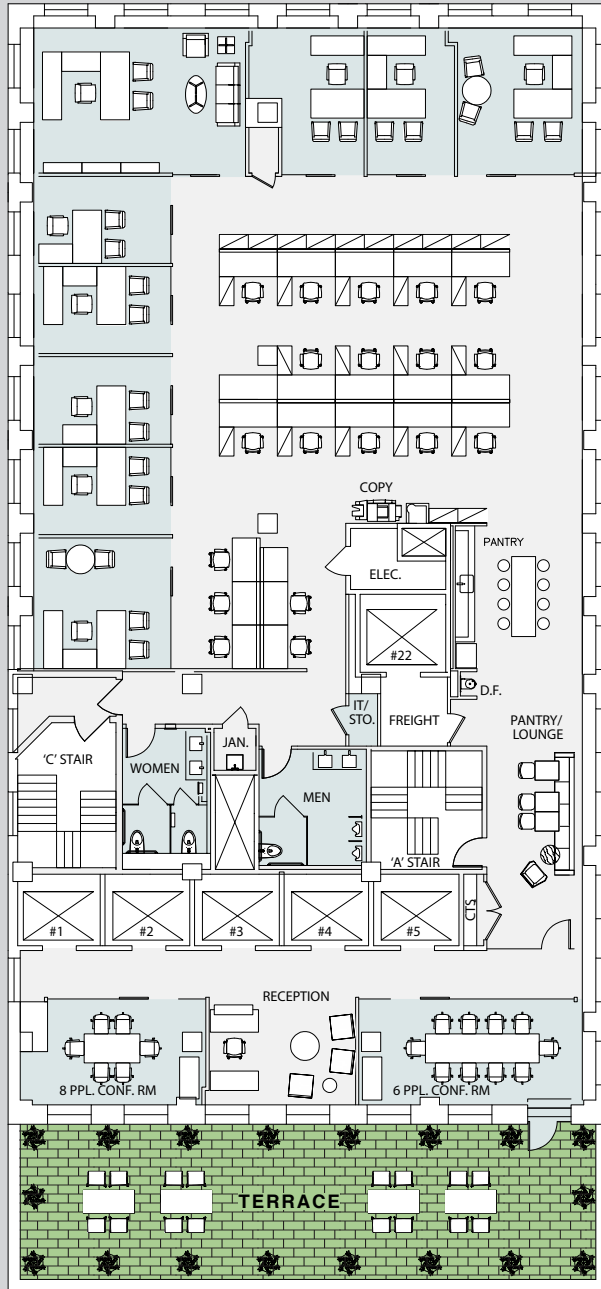 COPY
PANTRY
ELEC.
#22
D.F.
IT/
STO.
FREIGHT
PANTRY/
LOUNGE
JAN.
'C' STAIR
WOMEN
MEN
'A' STAIR
CTS
#1
#2
#3
#4
#5
RECEPTION
8 PPL. CONF. RM
6 PPL. CONF. RM
TERRACE